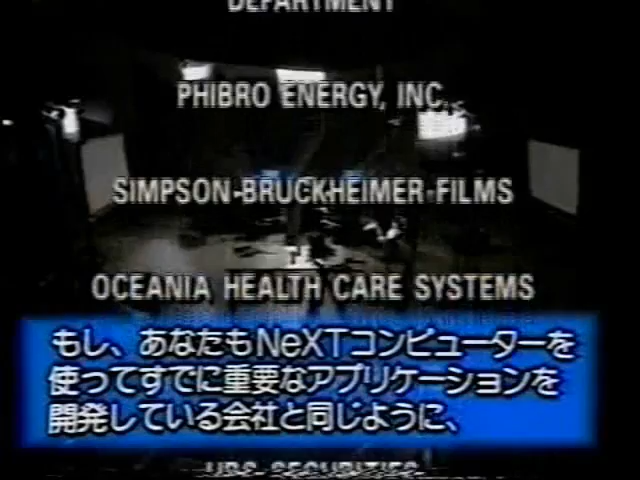 DEPARTMENT
PHIBRO ENERGY, INC.
SIMPSON-BRUCKHEIMER FILMS
OCEANIA HEALTH CARE SYSTEMS
もし、あなたもNeXTコンピューターを
使ってすでに重要なアプリケーションを
開発している会社と同じように、
UBS SECURITIES